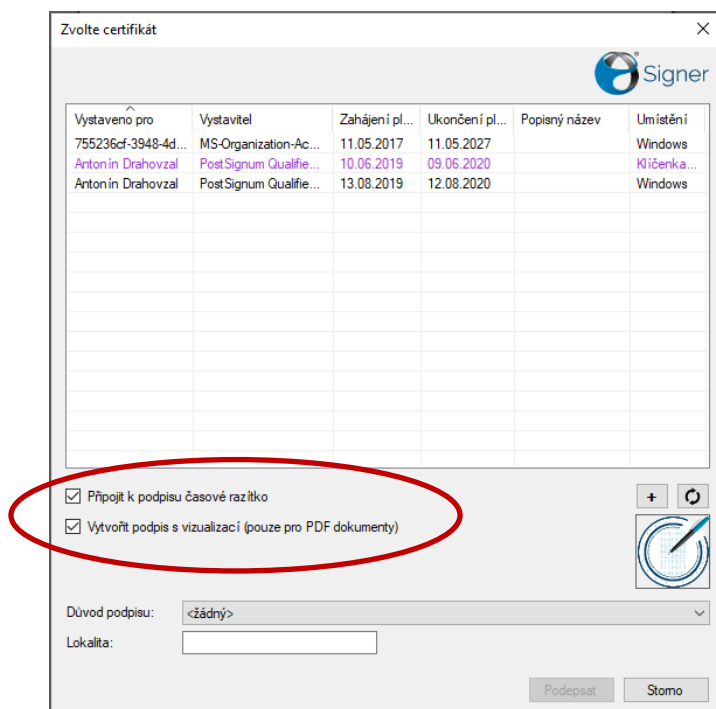 Zvolte certifikát
Signer
Vystaveno pro Vystavitel Zahájení pl... Ukončení pl... Popisný název Umístění
755236cf-3948-4d... MS-Organization-Ac... 11.05.2017 11.05.2027 Windows
Antonín Drahovzal PostSignum Qualifie... 10.06.2019 09.06.2020 Klíčenka...
Antonín Drahovzal PostSignum Qualifie... 13.08.2019 12.08.2020 Windows
Připojit k podpisu časové razítko
Vytvořit podpis s vizualizací (pouze pro PDF dokumenty)
Důvod podpisu: <žádný>
Lokalita:
Podepsat Storno